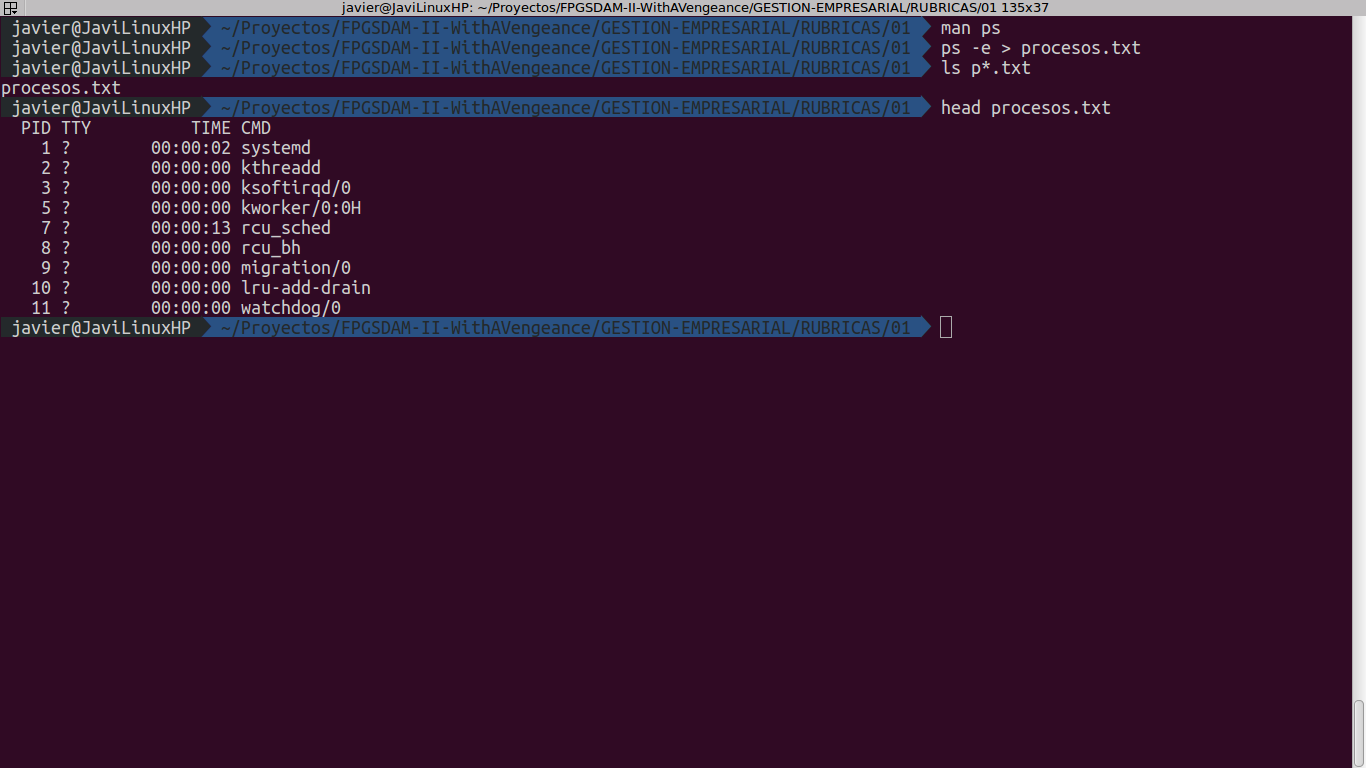 javier@JaviLinuxHP: ~/Proyectos/FPGSDAM-II-WithAVengeance/GESTION-EMPRESARIAL/RUBRICAS/01 135x37
javier@JaviLinuxHP ~/Proyectos/FPGSDAM-II-WithAVengeance/GESTION-EMPRESARIAL/RUBRICAS/01 man ps
javier@JaviLinuxHP ~/Proyectos/FPGSDAM-II-WithAVengeance/GESTION-EMPRESARIAL/RUBRICAS/01 ps -e > procesos.txt
javier@JaviLinuxHP ~/Proyectos/FPGSDAM-II-WithAVengeance/GESTION-EMPRESARIAL/RUBRICAS/01 ls p*.txt
procesos.txt
javier@JaviLinuxHP ~/Proyectos/FPGSDAM-II-WithAVengeance/GESTION-EMPRESARIAL/RUBRICAS/01 head procesos.txt
  PID TTY          TIME CMD
    1 ?        00:00:02 systemd
    2 ?        00:00:00 kthreadd
    3 ?        00:00:00 ksoftirqd/0
    5 ?        00:00:00 kworker/0:0H
    7 ?        00:00:13 rcu_sched
    8 ?        00:00:00 rcu_bh
    9 ?        00:00:00 migration/0
   10 ?        00:00:00 lru-add-drain
   11 ?        00:00:00 watchdog/0
javier@JaviLinuxHP ~/Proyectos/FPGSDAM-II-WithAVengeance/GESTION-EMPRESARIAL/RUBRICAS/01